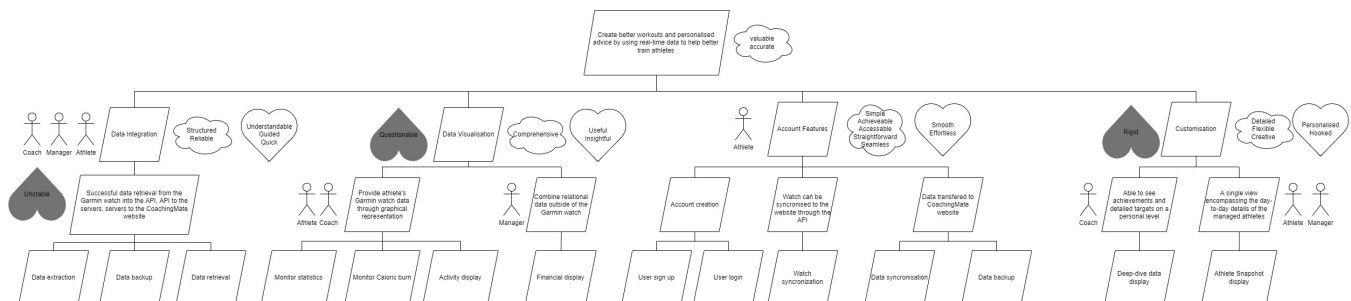 Create better workouts and personalised
advice by using real-time data to help better
train athletes
valuable
accurate
Coach
Manager
Athlete
Data Integration
Structured
Reliable
Understandable
Guided
Quick
Questionable
Data Visualisation
Comprehensive
Useful
Insightful
Athlete
Account Features
Simple
Achieveable
Accessable
Straightforward
Seamless
Smooth
Effortless
Rigid
Customisation
Detailed
Flexible
Creative
Personalised
Hooked
Unstable
Successful data retrieval from the
Garmin watch into the API, API to the
servers, servers to the CoachingMate
website
Athlete
Coach
Provide athlete's
Garmin watch data
through graphical
representation
Manager
Combine relational
data outside of the
Garmin watch
Account creation
Watch can be
syncronised to the
website through the
API
Data transfered to
CoachingMate
website
Coach
Able to see
achievements and
detailed targets on a
personal level
A single view
encompassing the day-
to-day details of the
managed athletes
Athlete
Manager
Data extraction
Data backup
Data retrieval
Monitor statistics
Monitor Caloric burn
Activity display
Financial display
User sign up
User login
Watch
syncronization
Data syncronisation
Data backup
Deep-dive data
display
Athlete Snapshot
display